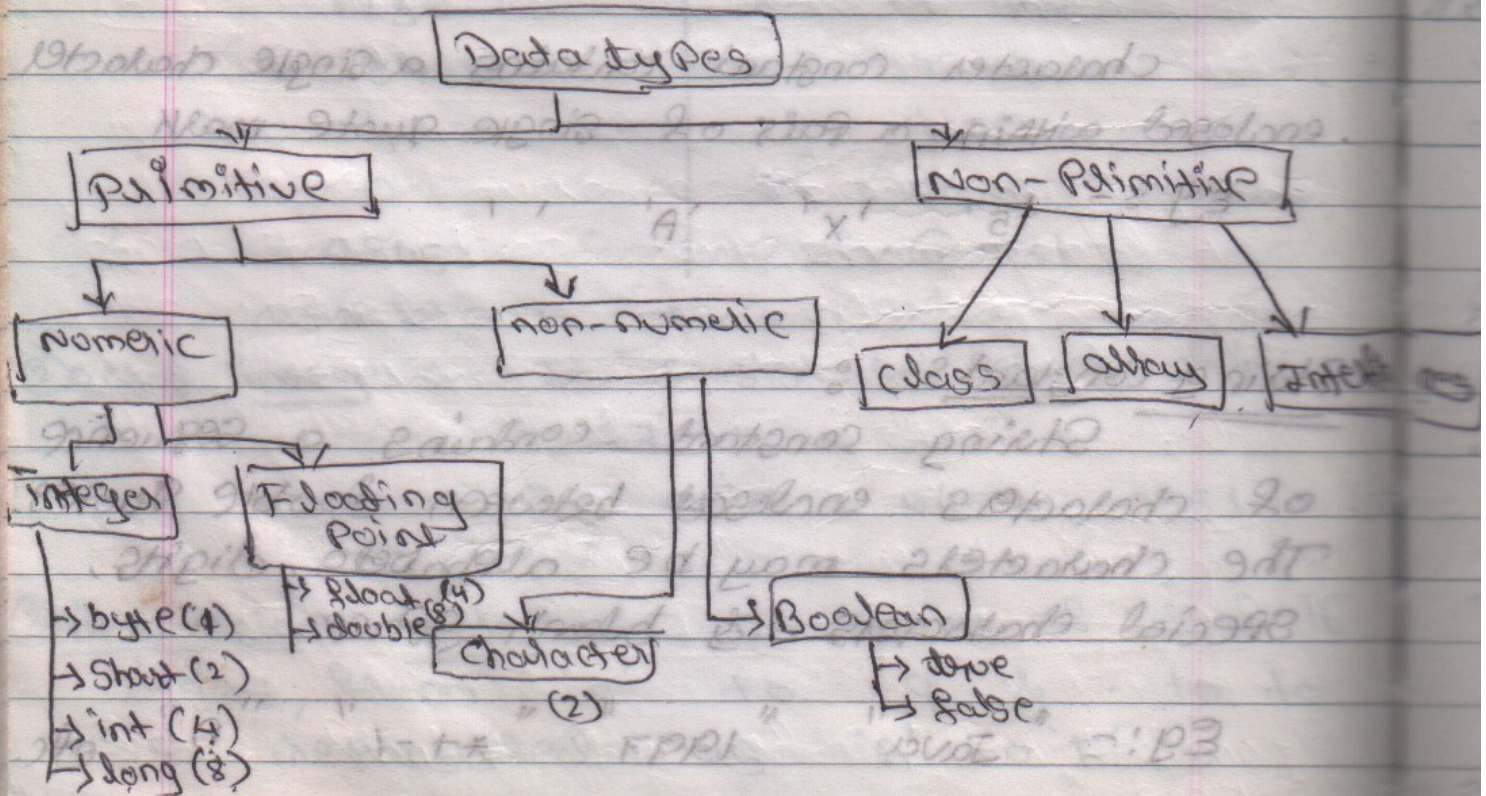 Data types
Primitive
Non-Primitive
Numeric
non-numeric
Class
array
Integer
Floating
Point
→ byte (1)
→ Short (2)
→ int (4)
→ long (8)
→ float (4)
→ double (8)
Character
(2)
Boolean
→ true
→ false